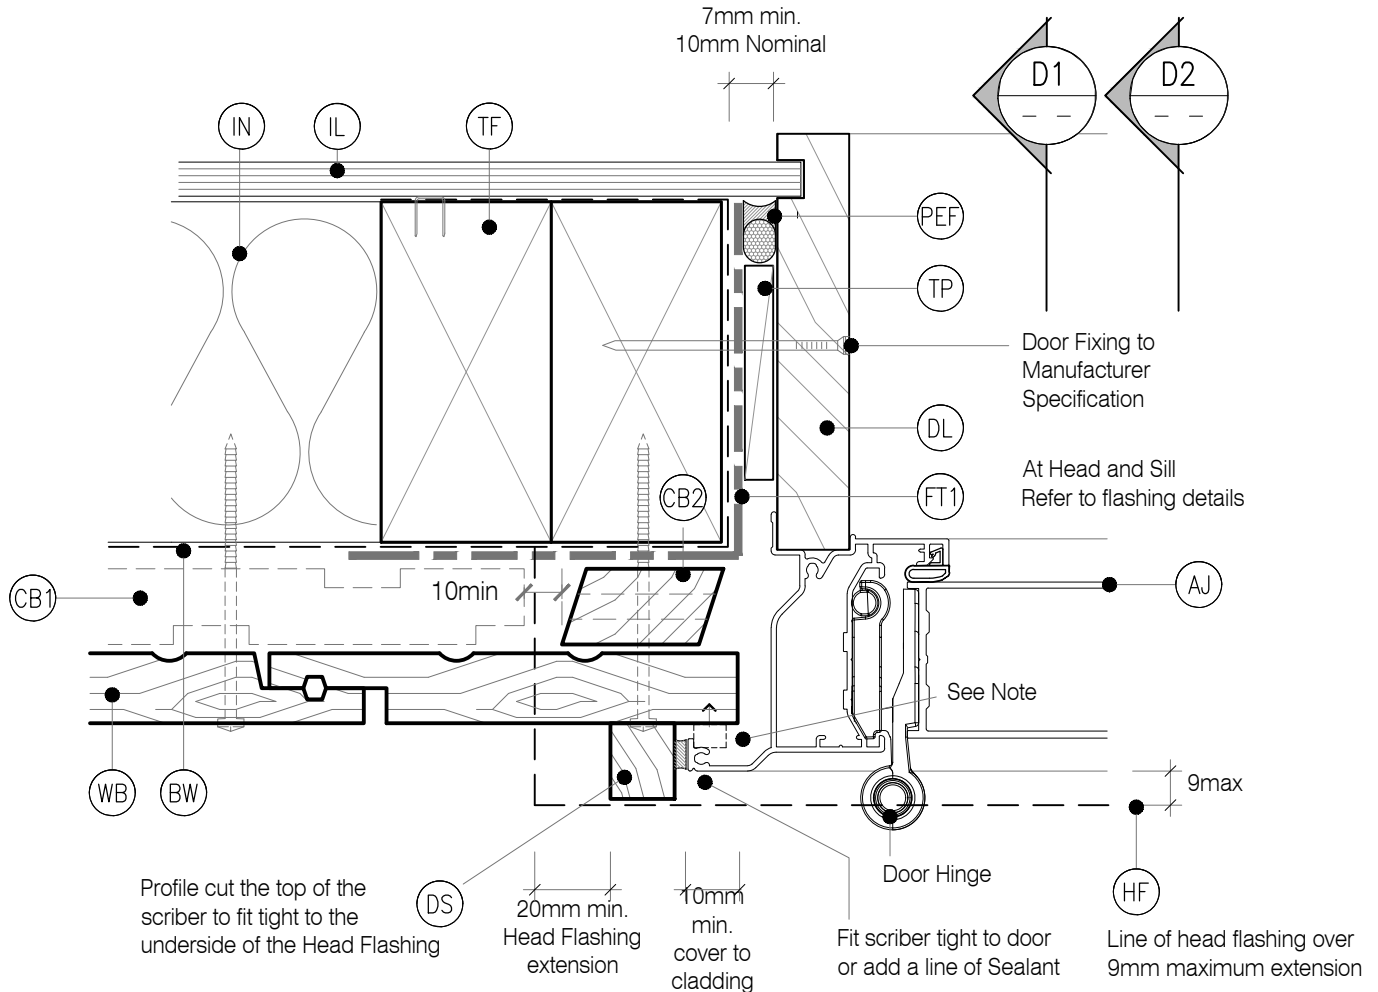 7mm min.
10mm Nominal
D1
D2
IN
IL
TF
PEF
TP
Door Fixing to
Manufacturer
Specification
DL
At Head and Sill
Refer to flashing details
CB2
FT1
10min
CB1
AJ
See Note
WB
BW
9max
Door Hinge
Profile cut the top of the
scriber to fit tight to the
underside of the Head Flashing
DS
20mm min.
Head Flashing
extension
10mm
min.
cover to
cladding
Fit scriber tight to door
or add a line of Sealant
HF
Line of head flashing over
9mm maximum extension